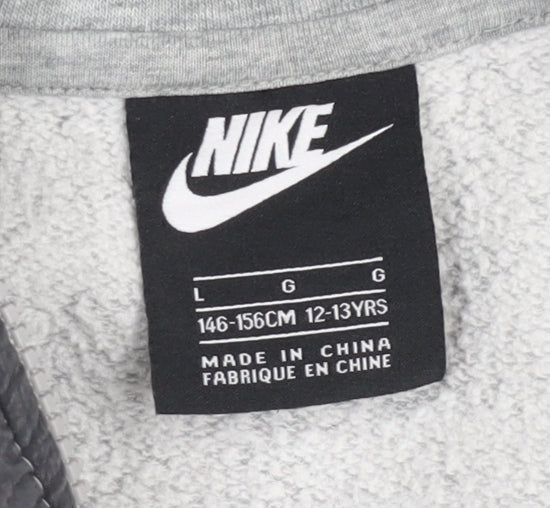 NIKE
L G G
146-156CM 12-13YRS
MADE IN CHINA
FABRIQUE EN CHINE